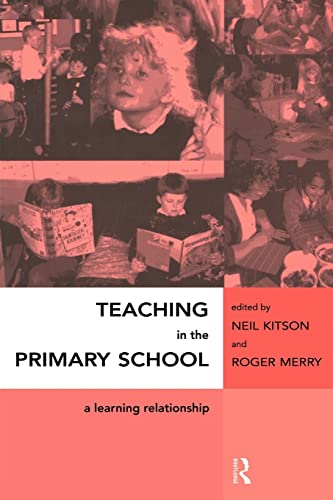 TEACHING
in the
PRIMARY SCHOOL
a learning relationship
edited by
NEIL KITSON
and
ROGER MERRY